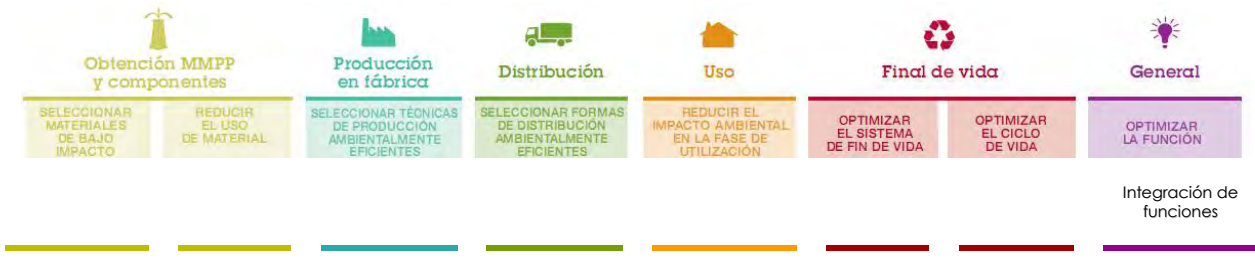 Obtención MMPP
y componentes
Producción
en fábrica
Distribución
Uso
Final de vida
General
SELECCIONAR
MATERIALES
DE BAJO
IMPACTO
REDUCIR
EL USO
DE MATERIAL
SELECCIONAR TÉCNICAS
DE PRODUCCIÓN
AMBIENTALMENTE
EFICIENTES
SELECCIONAR FORMAS
DE DISTRIBUCIÓN
AMBIENTALMENTE
EFICIENTES
REDUCIR EL
IMPACTO AMBIENTAL
EN LA FASE DE
UTILIZACIÓN
OPTIMIZAR
EL SISTEMA
DE FIN DE VIDA
OPTIMIZAR
EL CICLO
DE VIDA
OPTIMIZAR
LA FUNCIÓN
Integración de
funciones